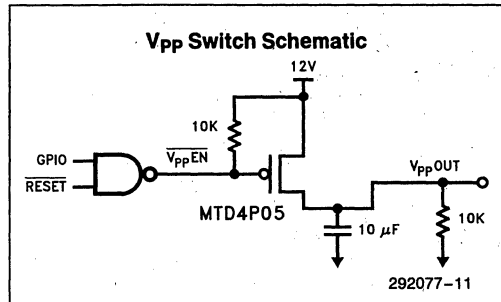 VPP Switch Schematic
12V
10K
GPIO
RESET
VPPEN
MTD4P05
VPPOUT
10 µF
10K
292077-11